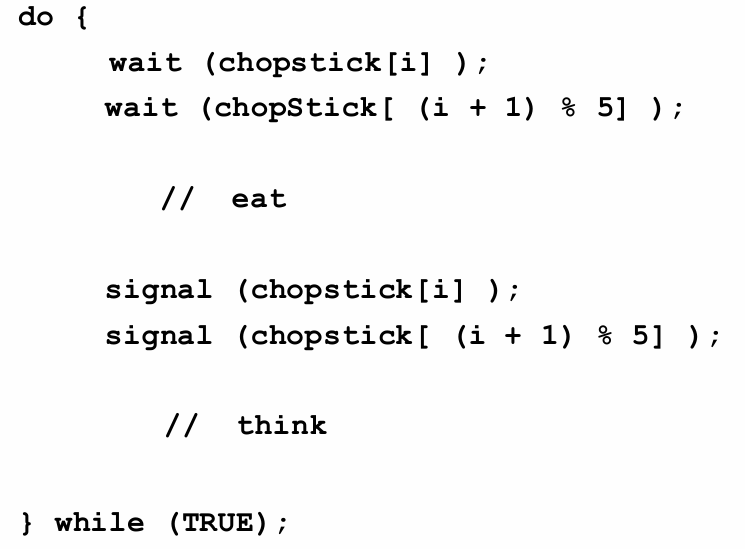 do {
wait (chopstick[i] );
wait (chopStick[ (i + 1) % 5] );
// eat
signal (chopstick[i] );
signal (chopstick[ (i + 1) % 5] );
// think
} while (TRUE);